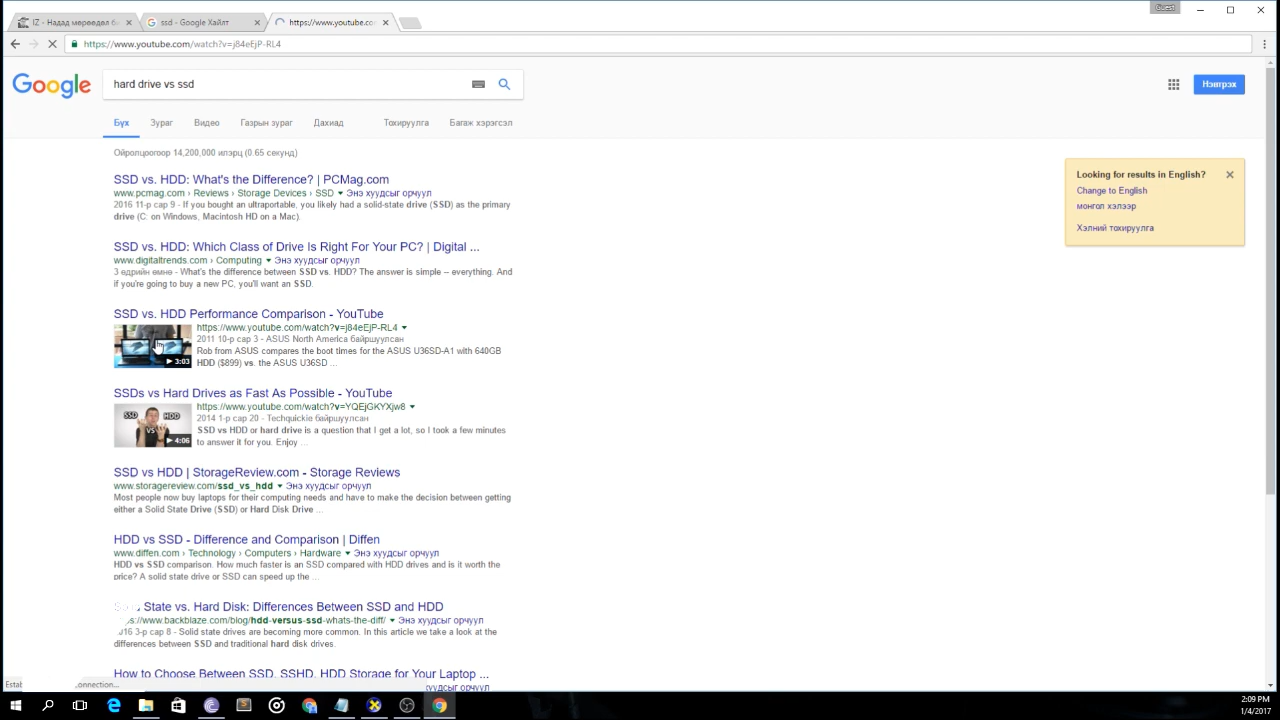 Guest
IZ - Надад мөрөөдөл б
ssd - Google Хайлт
https://www.youtube.co
https://www.youtube.com/watch?v=j84eEjP-RL4
Google
hard drive vs ssd
Нэвтрэх
Бүх Зураг Видео Газрын зураг Дахиад Тохируулга Багаж хэрэгсэл
Ойролцоогоор 14,200,000 илэрц (0.65 секунд)
SSD vs. HDD: What's the Difference? | PCMag.com
www.pcmag.com › Reviews › Storage Devices › SSD ▼ Энэ хуудсыг орчуул
2016 11-р сар 9 - If you bought an ultraportable, you likely had a solid-state drive (SSD) as the primary
drive (C: on Windows, Macintosh HD on a Mac).
SSD vs. HDD: Which Class of Drive Is Right For Your PC? | Digital ...
www.digitaltrends.com › Computing ▼ Энэ хуудсыг орчуул
3 өдрийн өмнө - What's the difference between SSD vs. HDD? The answer is simple -- everything. And
if you're going to buy a new PC, you'll want an SSD.
SSD vs. HDD Performance Comparison - YouTube
https://www.youtube.com/watch?v=j84eEjP-RL4 ▼
2011 10-р сар 3 - ASUS North America байршуулсан
Rob from ASUS compares the boot times for the ASUS U36SD-A1 with 640GB
HDD ($899) vs. the ASUS U36SD ...
▶ 3:03
SSDs vs Hard Drives as Fast As Possible - YouTube
https://www.youtube.com/watch?v=YQEjGKYXjw8 ▼
2014 1-р сар 20 - Techquickie байршуулсан
SSD vs HDD or hard drive is a question that I get a lot, so I took a few minutes
to answer it for you. Enjoy ...
SSD HDD
VS
▶ 4:06
SSD vs HDD | StorageReview.com - Storage Reviews
www.storagereview.com/ssd_vs_hdd ▼ Энэ хуудсыг орчуул
Most people now buy laptops for their computing needs and have to make the decision between getting
either a Solid State Drive (SSD) or Hard Disk Drive ...
HDD vs SSD - Difference and Comparison | Diffen
www.diffen.com › Technology › Computers › Hardware ▼ Энэ хуудсыг орчуул
HDD vs SSD comparison. How much faster is an SSD compared with HDD drives and is it worth the
price? A solid state drive or SSD can speed up the ...
State vs. Hard Disk: Differences Between SSD and HDD
s://www.backblaze.com/blog/hdd-versus-ssd-whats-the-diff/ ▼ Энэ хуудсыг орчуул
2016 3-р сар 8 - Solid state drives are becoming more common. In this article we take a look at the
differences between SSD and traditional hard disk drives.
How to Choose Between SSD, SSHD, HDD Storage for Your Laptop ...
хуудсыг орчуул
Looking for results in English?
Change to English
монгол хэлээр
Хэлний тохируулга
Estab onnection...
2:09 PM
1/4/2017